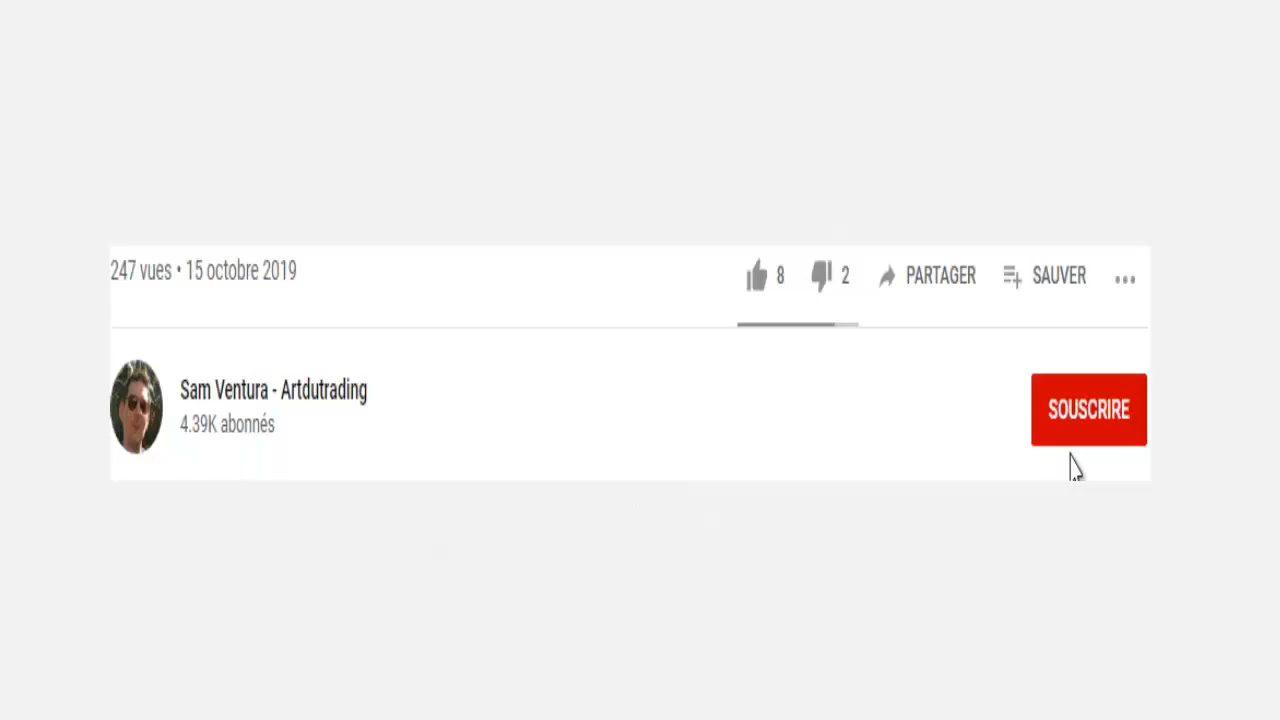 247 vues • 15 octobre 2019
8 2 PARTAGER SAUVER
Sam Ventura - Artdutrading
4.39K abonnés
SOUSCRIRE